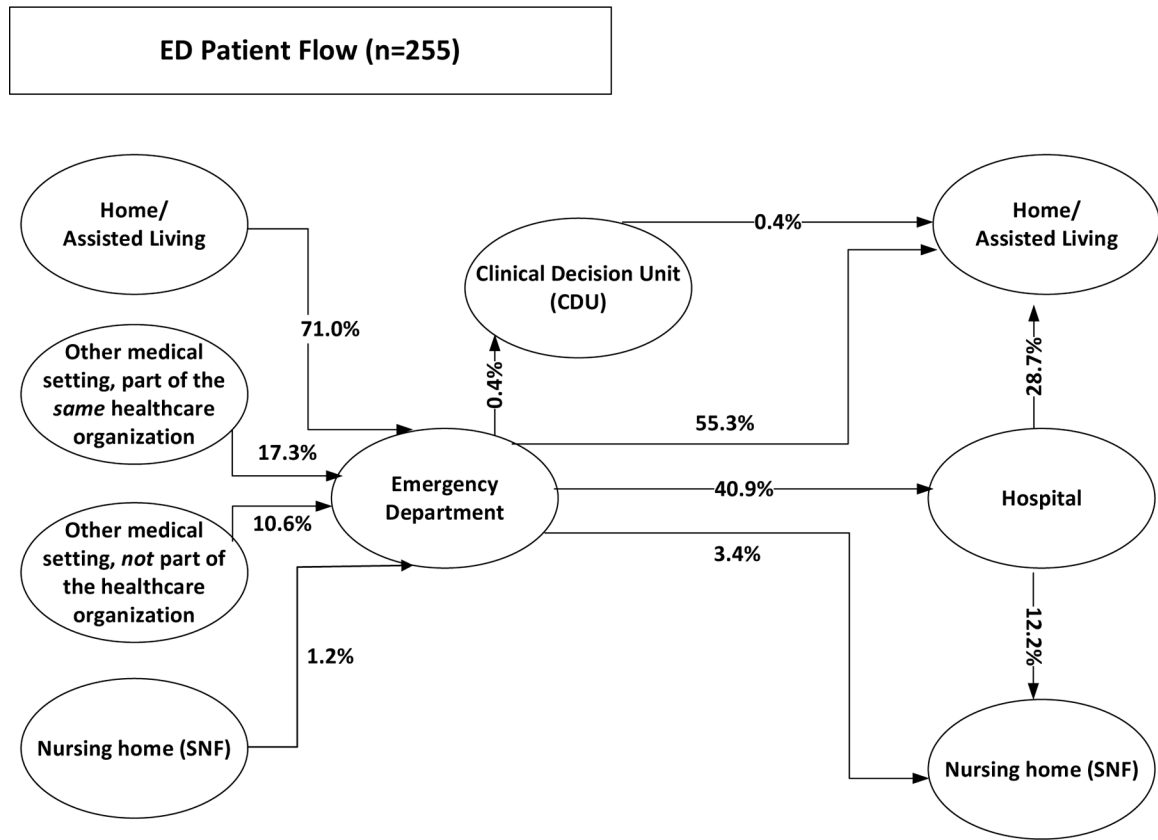 ED Patient Flow (n=255)
Home/
Assisted Living
71.0%
Other medical
setting, part of the
same healthcare
organization
17.3%
Other medical
setting, not part of
the healthcare
organization
10.6%
Nursing home (SNF)
1.2%
Emergency
Department
0.4%
Clinical Decision Unit
(CDU)
0.4%
55.3%
40.9%
3.4%
Home/
Assisted Living
28.7%
Hospital
12.2%
Nursing home (SNF)